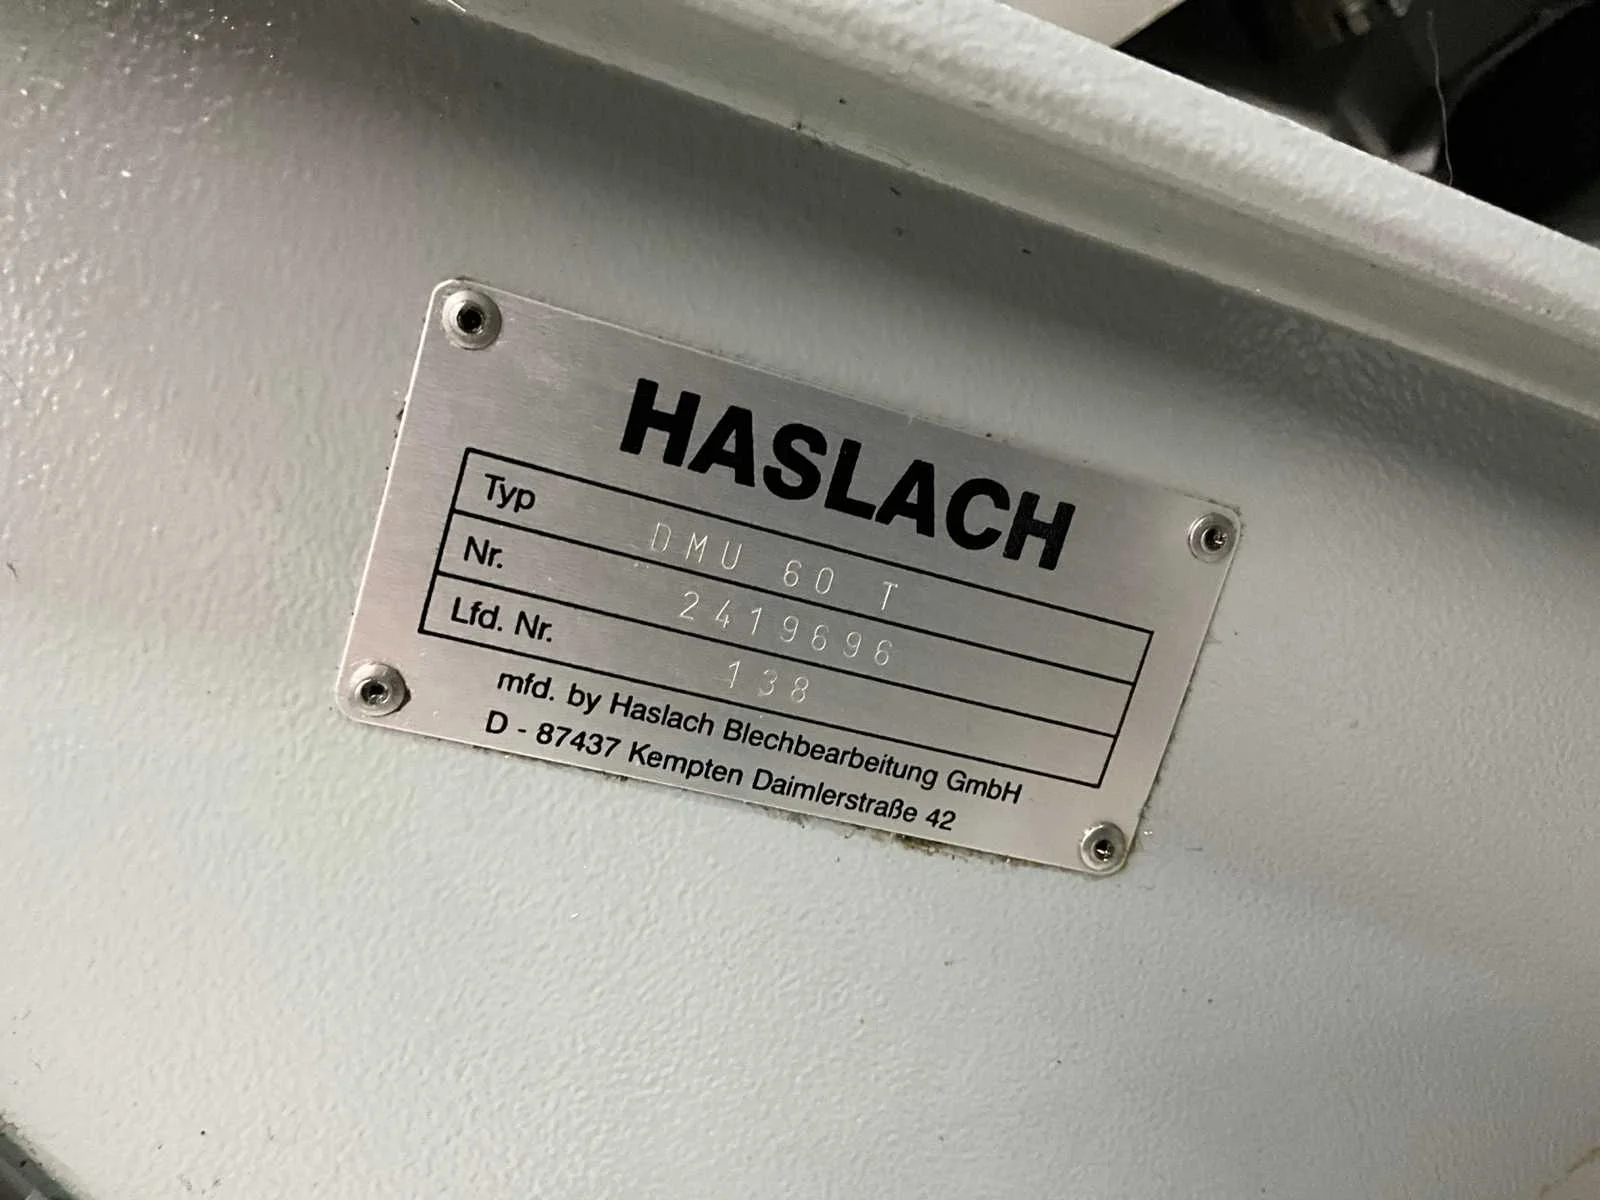 HASLACH
Typ DMU 60 T
Nr. 2419696
Lfd. Nr. 138
mfd. by Haslach Blechbearbeitung GmbH
D - 87437 Kempten Daimlerstraße 42